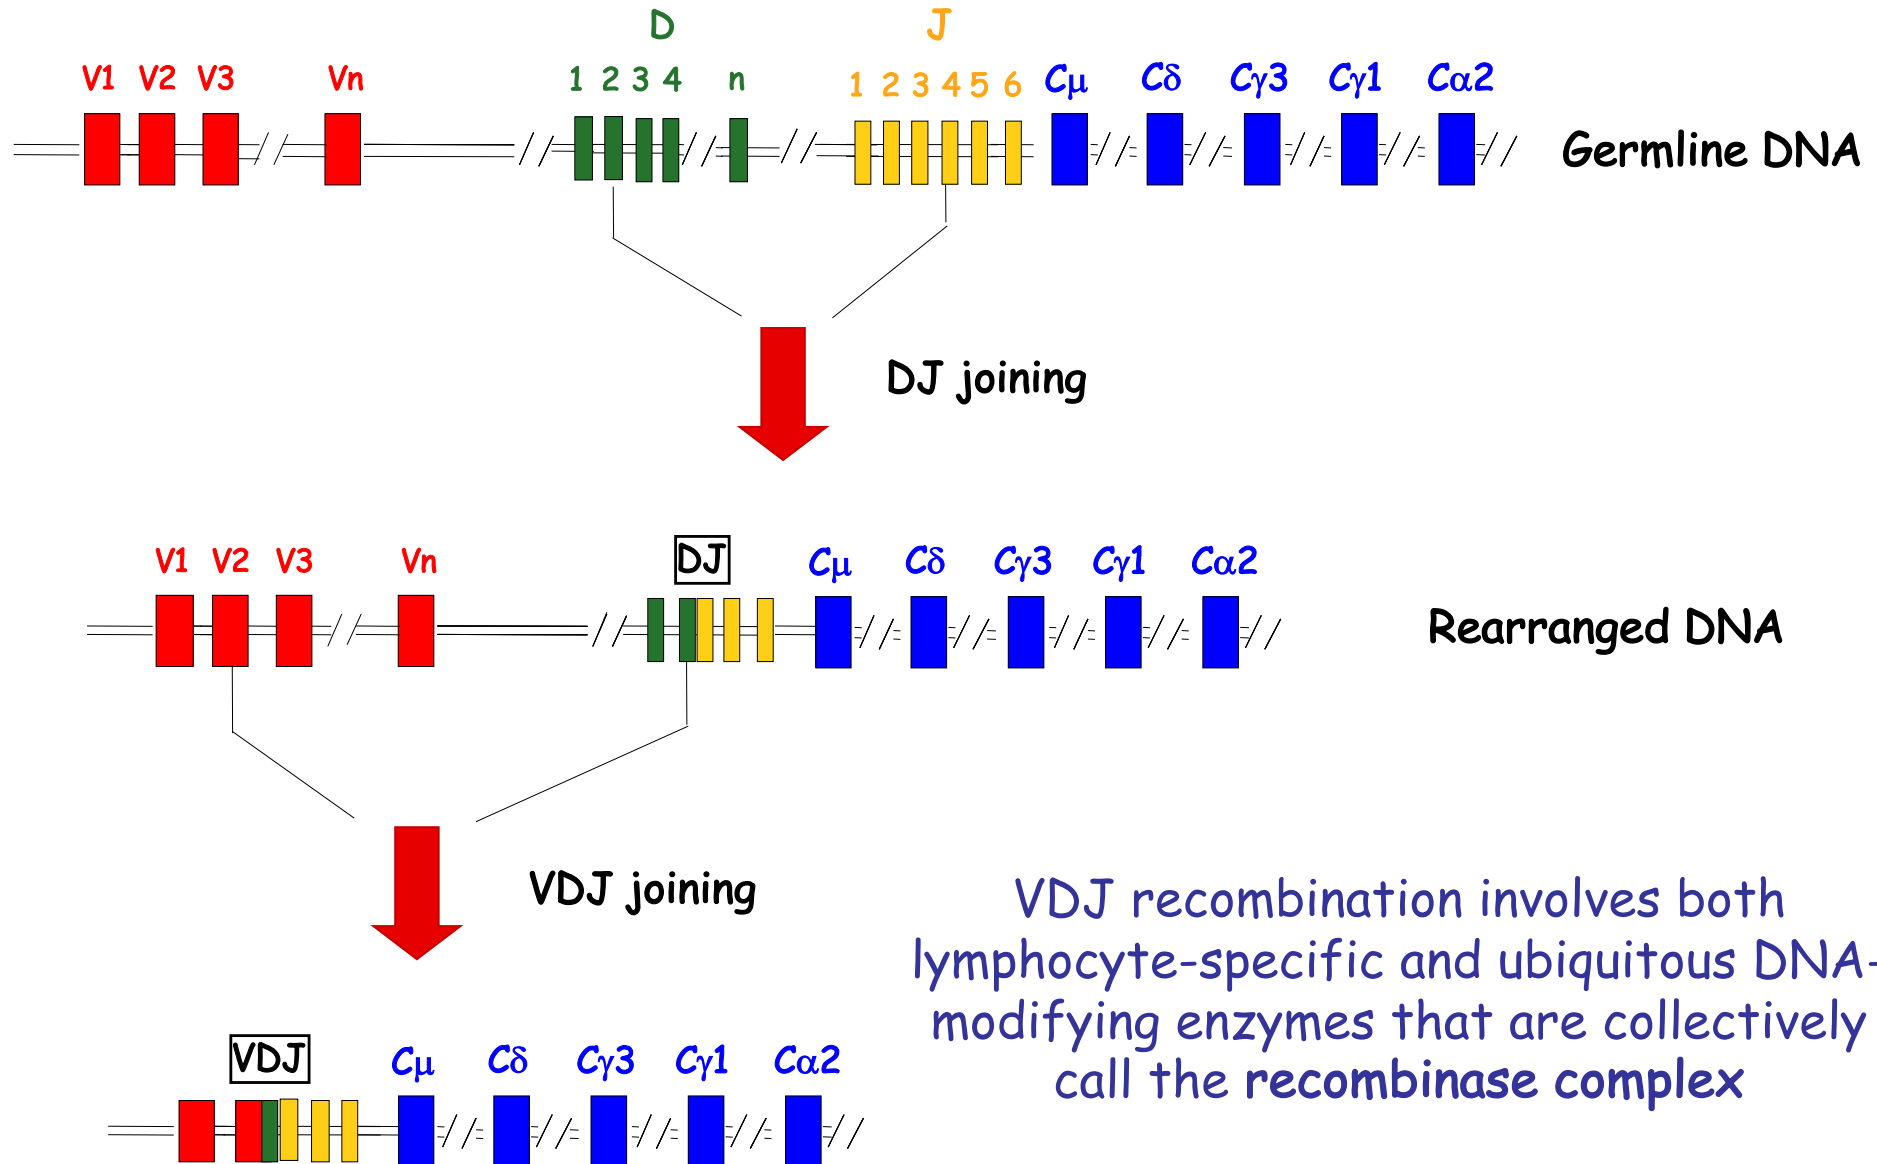 D J
V1 V2 V3 Vn 1 2 3 4 n 1 2 3 4 5 6 Cμ Cδ Cγ3 Cγ1 Cα2
Germline DNA
DJ joining
V1 V2 V3 Vn DJ Cμ Cδ Cγ3 Cγ1 Cα2
Rearranged DNA
VDJ joining
VDJ recombination involves both
lymphocyte-specific and ubiquitous DNA-
modifying enzymes that are collectively
call the recombinase complex
VDJ Cμ Cδ Cγ3 Cγ1 Cα2